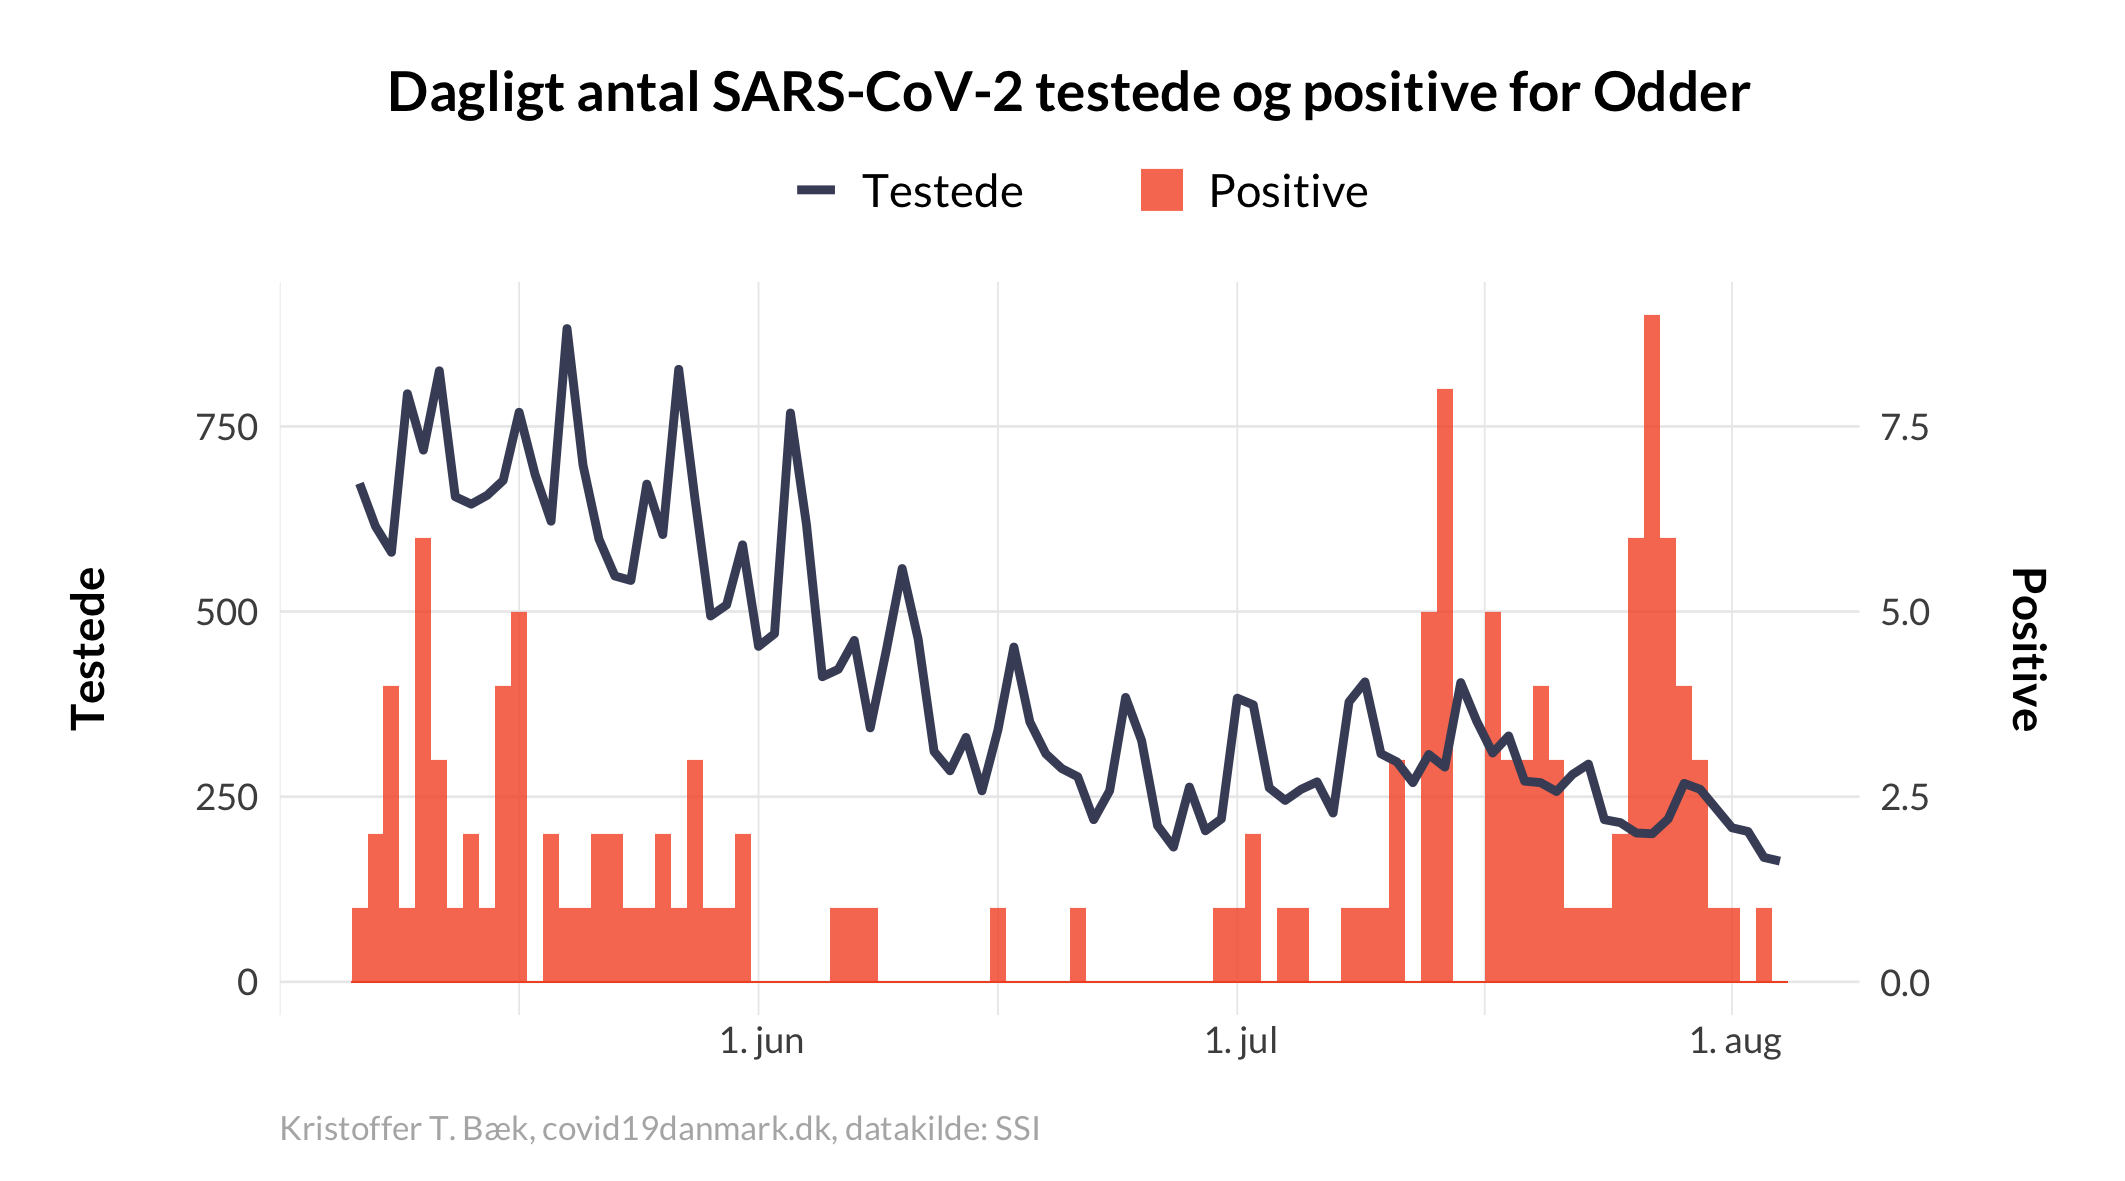 Dagligt antal SARS-CoV-2 testede og positive for Odder
Testede
Positive
750
500
250
0
7.5
5.0
2.5
0.0
Testede
Positive
1. jun
1. jul
1. aug
Kristoffer T. Bæk, covid19danmark.dk, datakilde: SSI